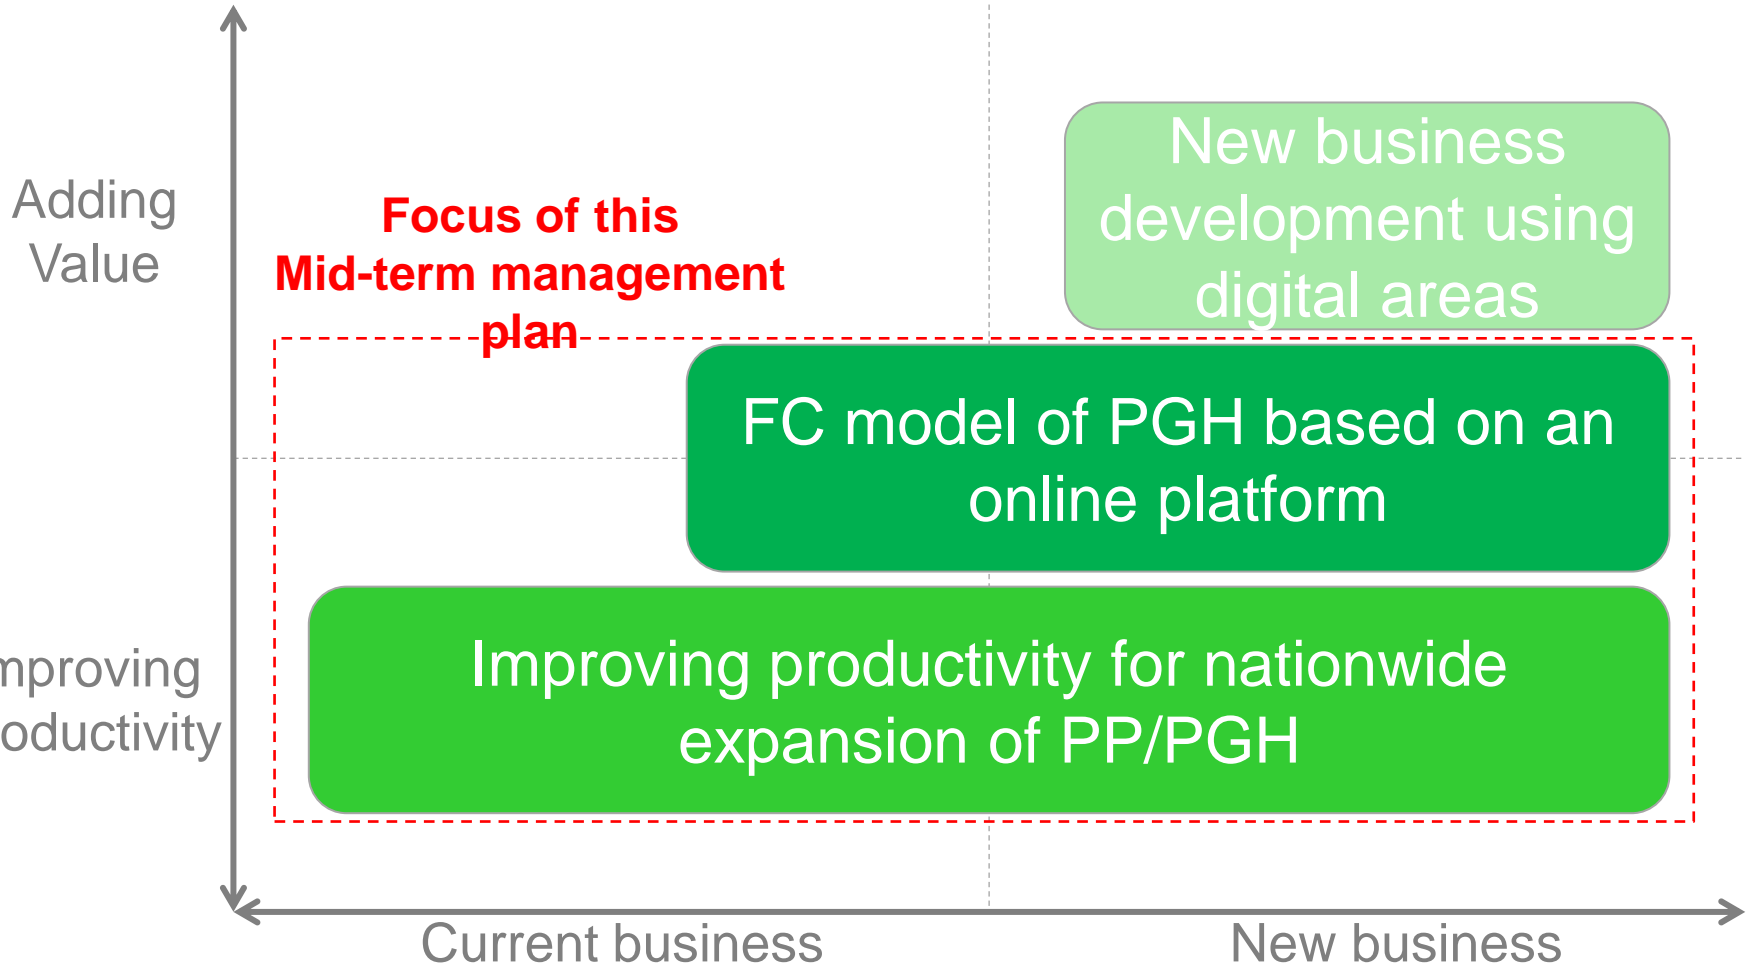 Adding
Value
Focus of this
Mid-term management
plan
New business
development using
digital areas
FC model of PGH based on an
online platform
mproving
oductivity
Improving productivity for nationwide
expansion of PP/PGH
Current business
New business